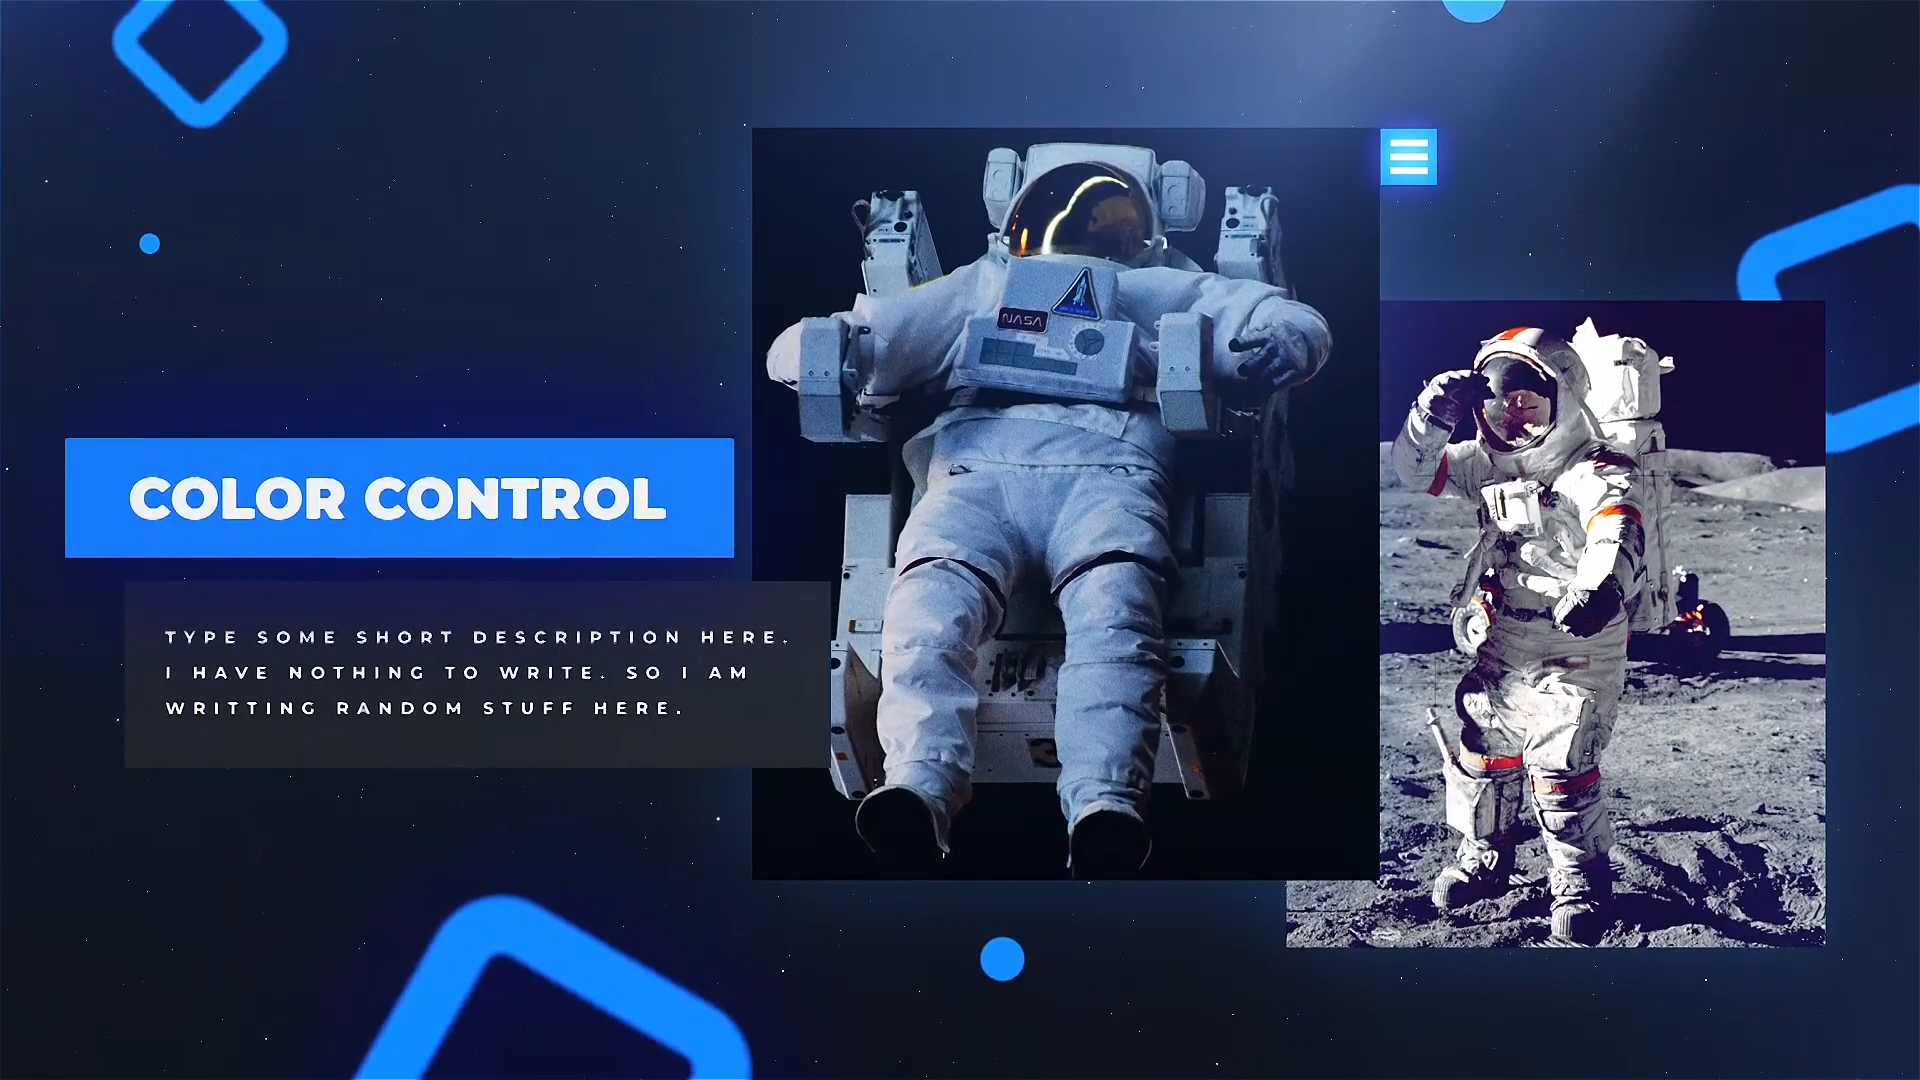 COLOR CONTROL
TYPE SOME SHORT DESCRIPTION HERE.
I HAVE NOTHING TO WRITE. SO I AM
WRITTING RANDOM STUFF HERE.
NASA